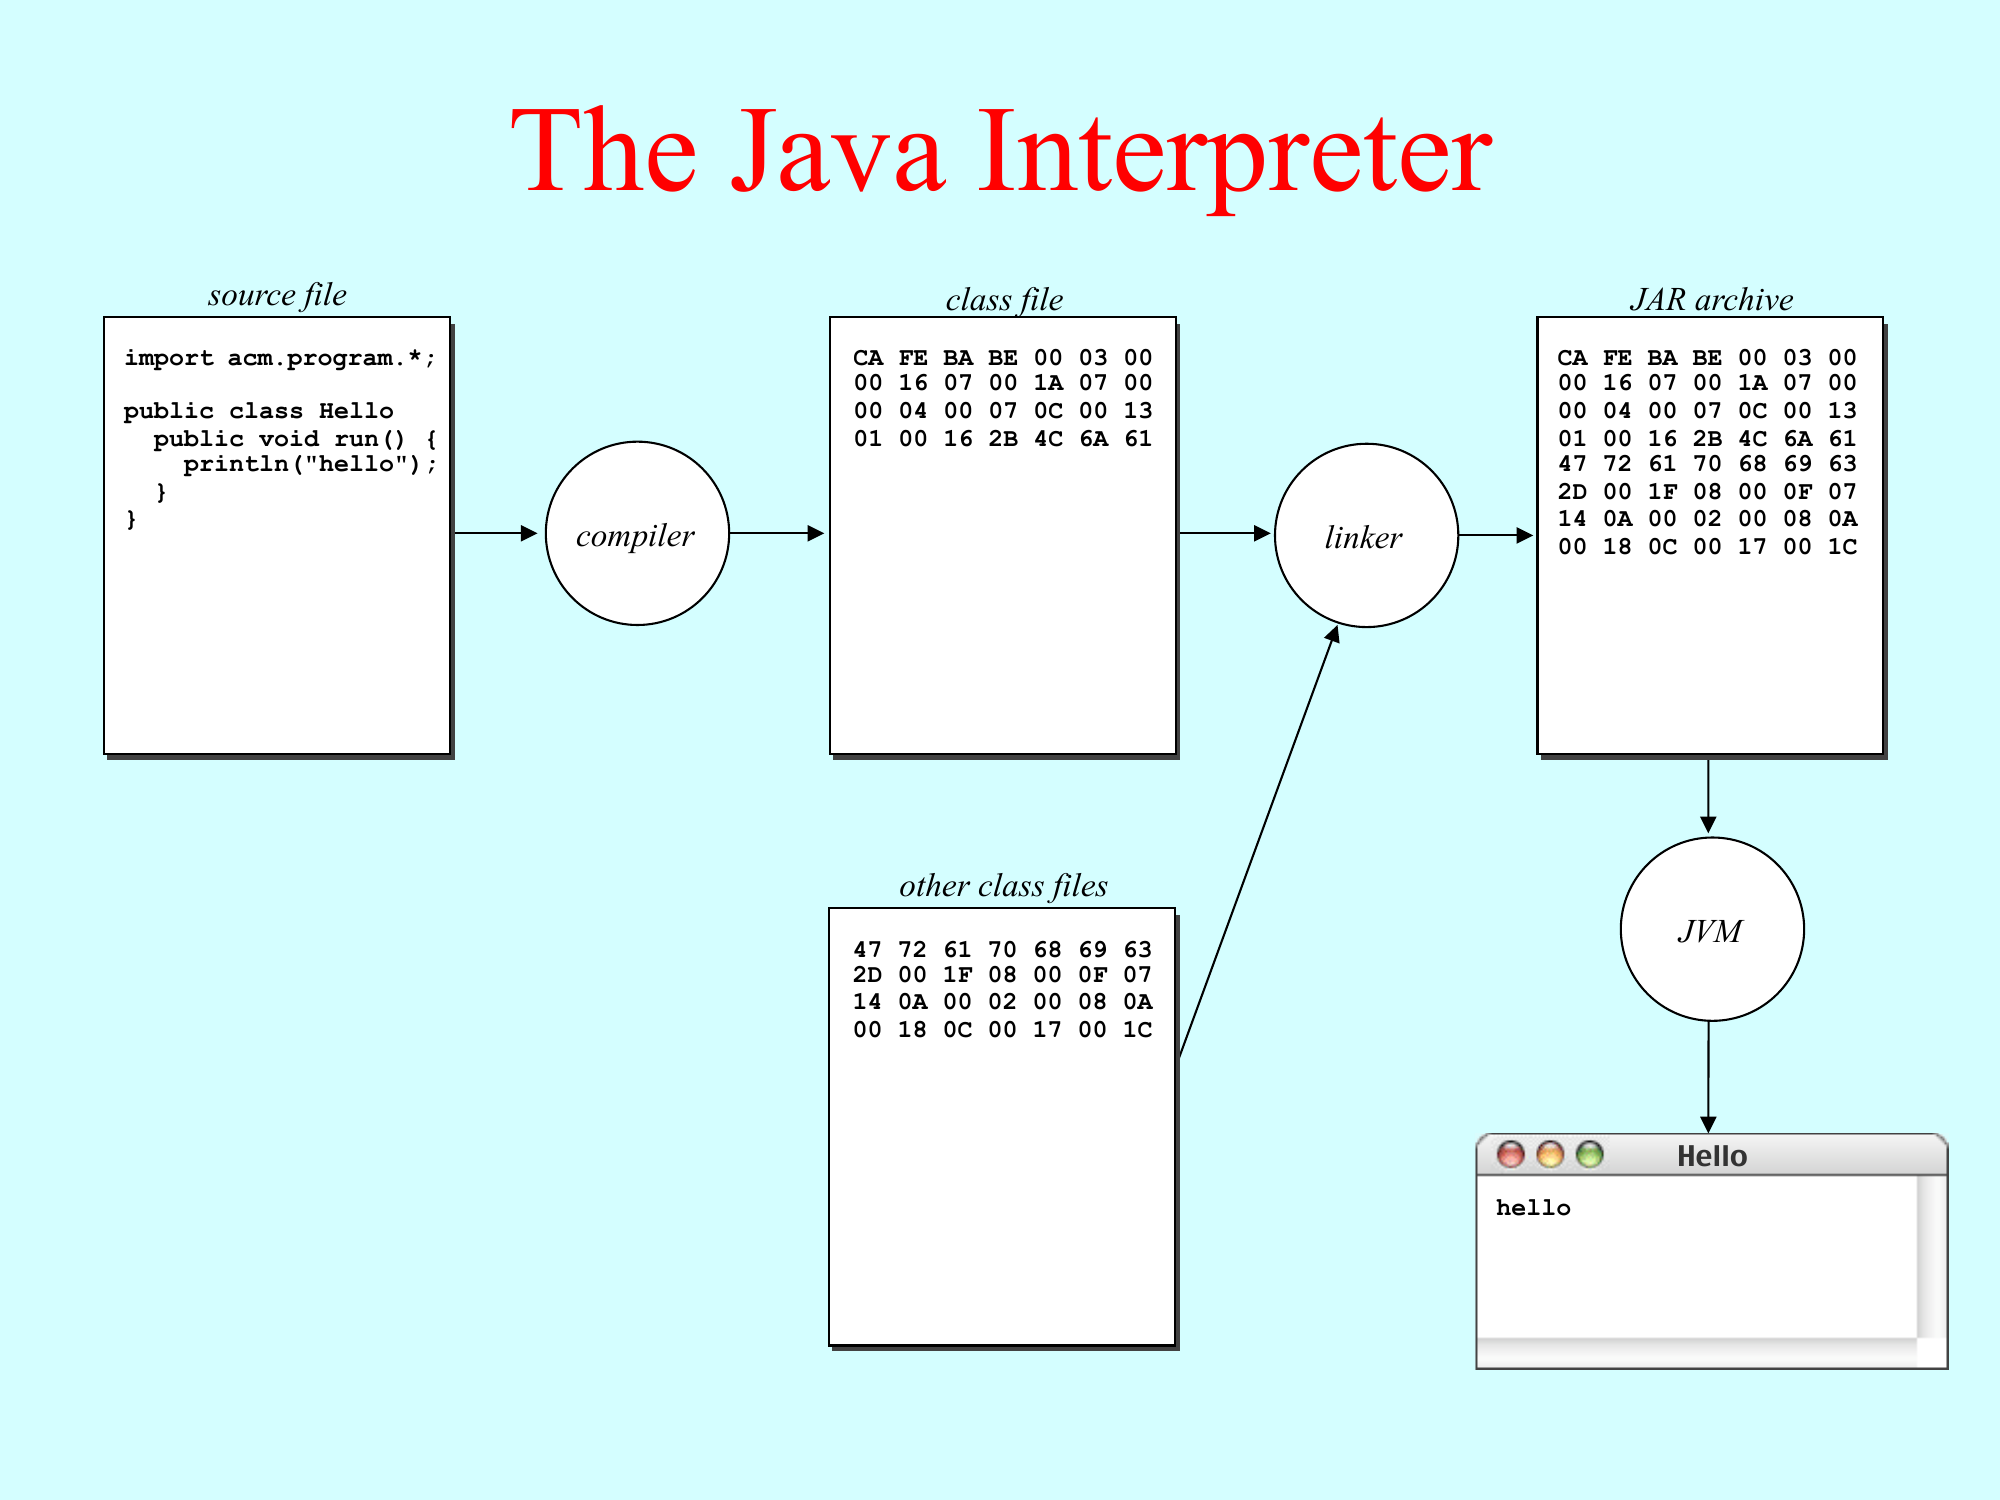 The Java Interpreter
source file
import acm.program.*;
public class Hello
public void run() {
println("hello");
}
}
compiler
class file
CA FE BA BE 00 03 00
00 16 07 00 1A 07 00
00 04 00 07 0C 00 13
01 00 16 2B 4C 6A 61
linker
JAR archive
CA FE BA BE 00 03 00
00 16 07 00 1A 07 00
00 04 00 07 0C 00 13
01 00 16 2B 4C 6A 61
47 72 61 70 68 69 63
2D 00 1F 08 00 0F 07
14 0A 00 02 00 08 0A
00 18 0C 00 17 00 1C
other class files
47 72 61 70 68 69 63
2D 00 1F 08 00 0F 07
14 0A 00 02 00 08 0A
00 18 0C 00 17 00 1C
JVM
Hello
hello